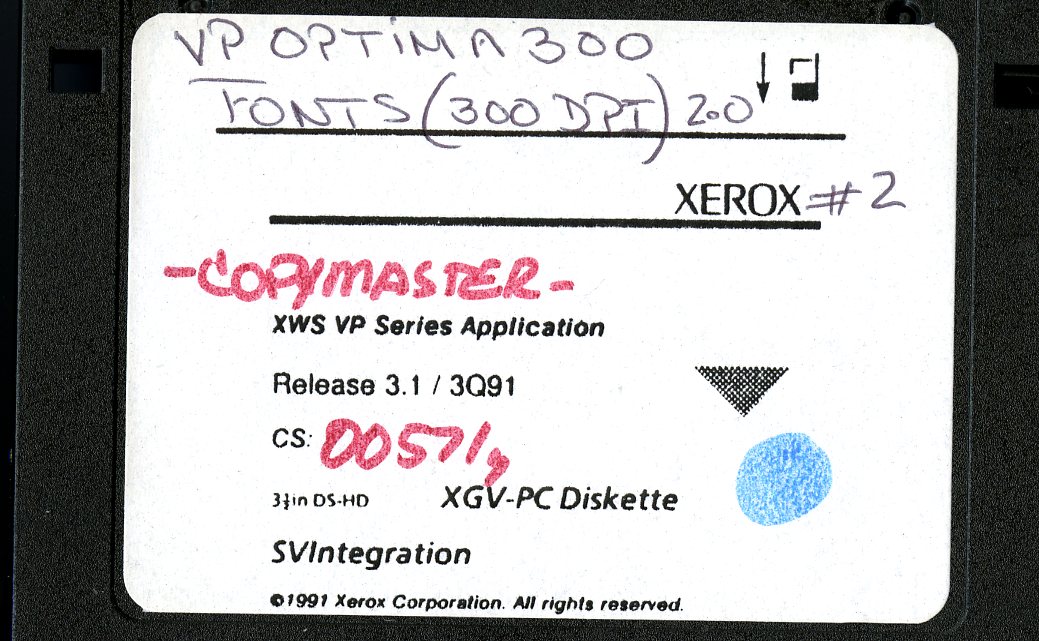 VP OPTIMA 300
FONTS (300 DPI) 2.0
XEROX #2
-COPYMASTER-
XWS VP Series Application
Release 3.1 / 3Q91
CS:
3½in DS-HD XGV-PC Diskette
SVIntegration
©1991 Xerox Corporation. All rights reserved.